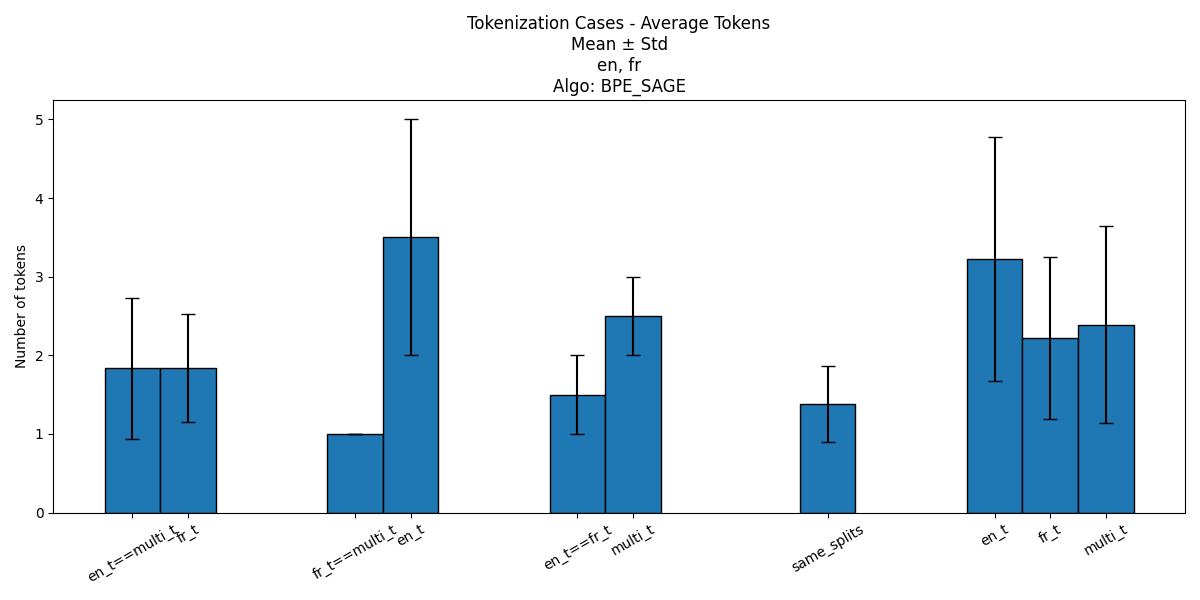 Tokenization Cases - Average Tokens
Mean ± Std
en, fr
Algo: BPE_SAGE
Number of tokens
5
4
3
2
1
0
en_t==multi_t
fr_t
fr_t==multi_t
en_t
en_t==fr_t
multi_t
same_splits
en_t
fr_t
multi_t